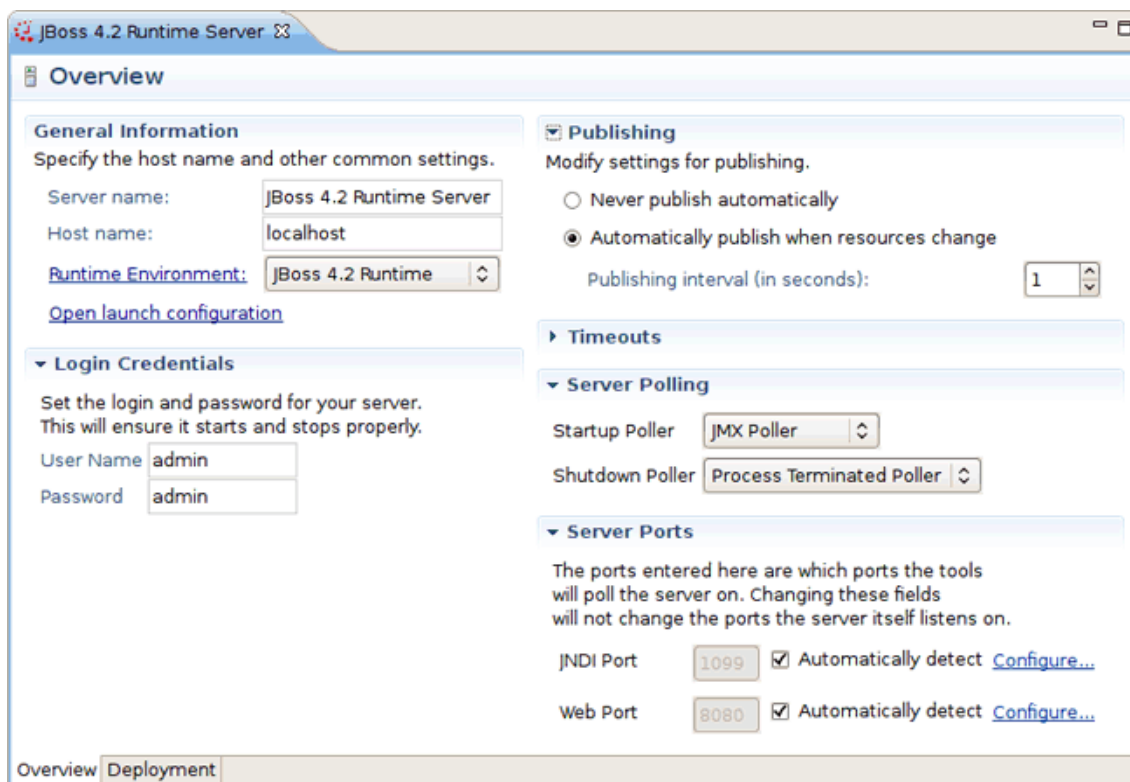 JBoss 4.2 Runtime Server
Overview
General Information
Specify the host name and other common settings.
Server name: JBoss 4.2 Runtime Server
Host name: localhost
Runtime Environment: JBoss 4.2 Runtime
Open launch configuration
Login Credentials
Set the login and password for your server.
This will ensure it starts and stops properly.
User Name admin
Password admin
Publishing
Modify settings for publishing.
Never publish automatically
Automatically publish when resources change
Publishing interval (in seconds): 1
Timeouts
Server Polling
Startup Poller JMX Poller
Shutdown Poller Process Terminated Poller
Server Ports
The ports entered here are which ports the tools
will poll the server on. Changing these fields
will not change the ports the server itself listens on.
JNDI Port 1099 Automatically detect Configure...
Web Port 8080 Automatically detect Configure...
Overview Deployment